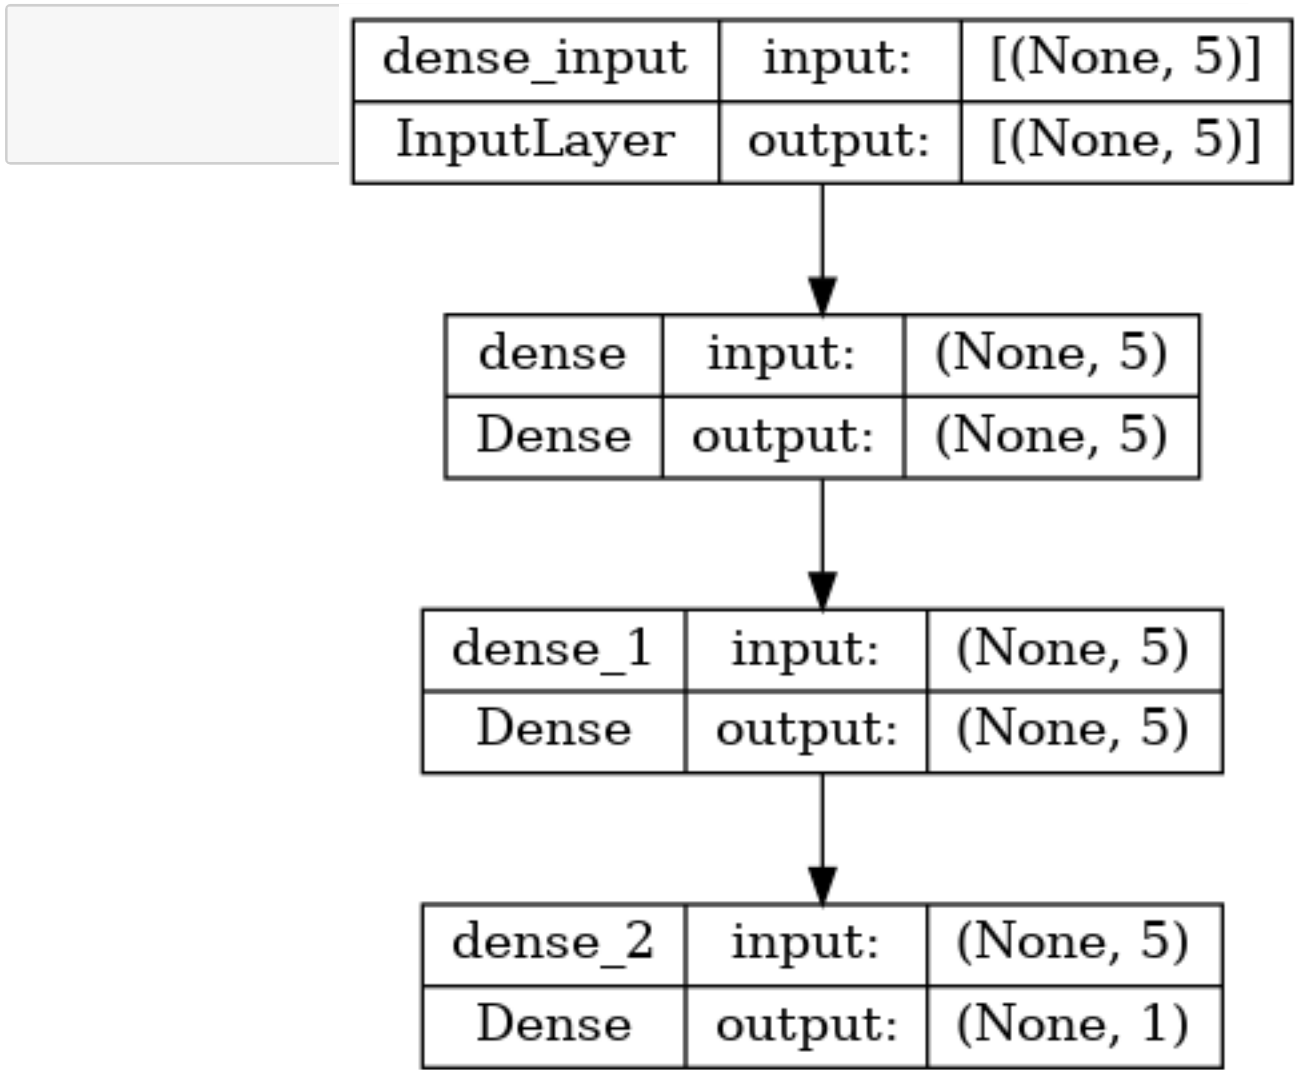 dense_input input: [(None, 5)]
InputLayer output: [(None, 5)]
dense input: (None, 5)
Dense output: (None, 5)
dense_1 input: (None, 5)
Dense output: (None, 5)
dense_2 input: (None, 5)
Dense output: (None, 1)